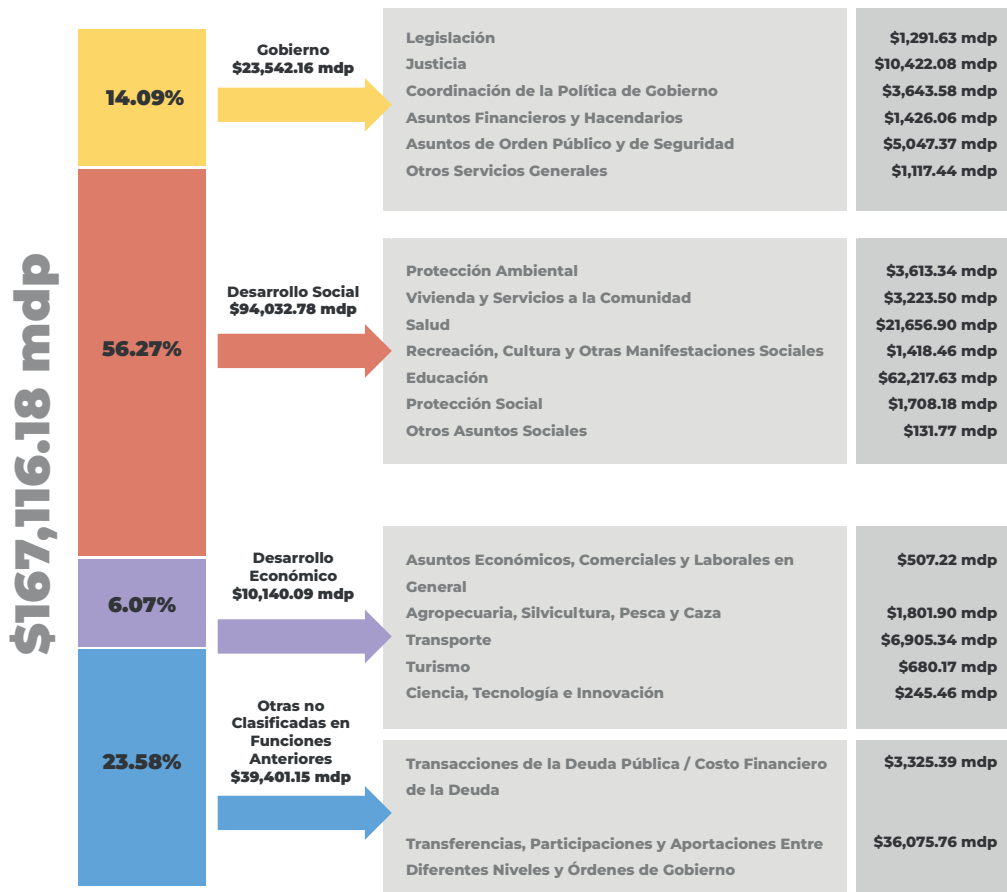 $167,116.18 mdp
14.09%
Gobierno
$23,542.16 mdp
Legislación $1,291.63 mdp
Justicia $10,422.08 mdp
Coordinación de la Política de Gobierno $3,643.58 mdp
Asuntos Financieros y Hacendarios $1,426.06 mdp
Asuntos de Orden Público y de Seguridad $5,047.37 mdp
Otros Servicios Generales $1,117.44 mdp
56.27%
Desarrollo Social
$94,032.78 mdp
Protección Ambiental $3,613.34 mdp
Vivienda y Servicios a la Comunidad $3,223.50 mdp
Salud $21,656.90 mdp
Recreación, Cultura y Otras Manifestaciones Sociales $1,418.46 mdp
Educación $62,217.63 mdp
Protección Social $1,708.18 mdp
Otros Asuntos Sociales $131.77 mdp
6.07%
Desarrollo
Económico
$10,140.09 mdp
Asuntos Económicos, Comerciales y Laborales en $507.22 mdp
General
Agropecuaria, Silvicultura, Pesca y Caza $1,801.90 mdp
Transporte $6,905.34 mdp
Turismo $680.17 mdp
Ciencia, Tecnología e Innovación $245.46 mdp
23.58%
Otras no
Clasificadas en
Funciones
Anteriores
$39,401.15 mdp
Transacciones de la Deuda Pública / Costo Financiero $3,325.39 mdp
de la Deuda
Transferencias, Participaciones y Aportaciones Entre $36,075.76 mdp
Diferentes Niveles y Órdenes de Gobierno